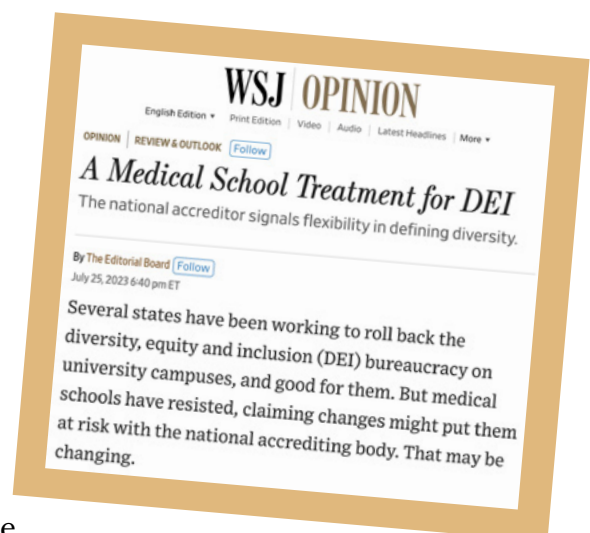 WSJ OPINION
English Edition Print Edition Video Audio Latest Headlines More
OPINION REVIEW & OUTLOOK Follow
A Medical School Treatment for DEI
The national accreditor signals flexibility in defining diversity.
By The Editorial Board Follow
July 25, 2023 6:40 pm ET
Several states have been working to roll back the
diversity, equity and inclusion (DEI) bureaucracy on
university campuses, and good for them. But medical
schools have resisted, claiming changes might put them
at risk with the national accrediting body. That may be
changing.
e